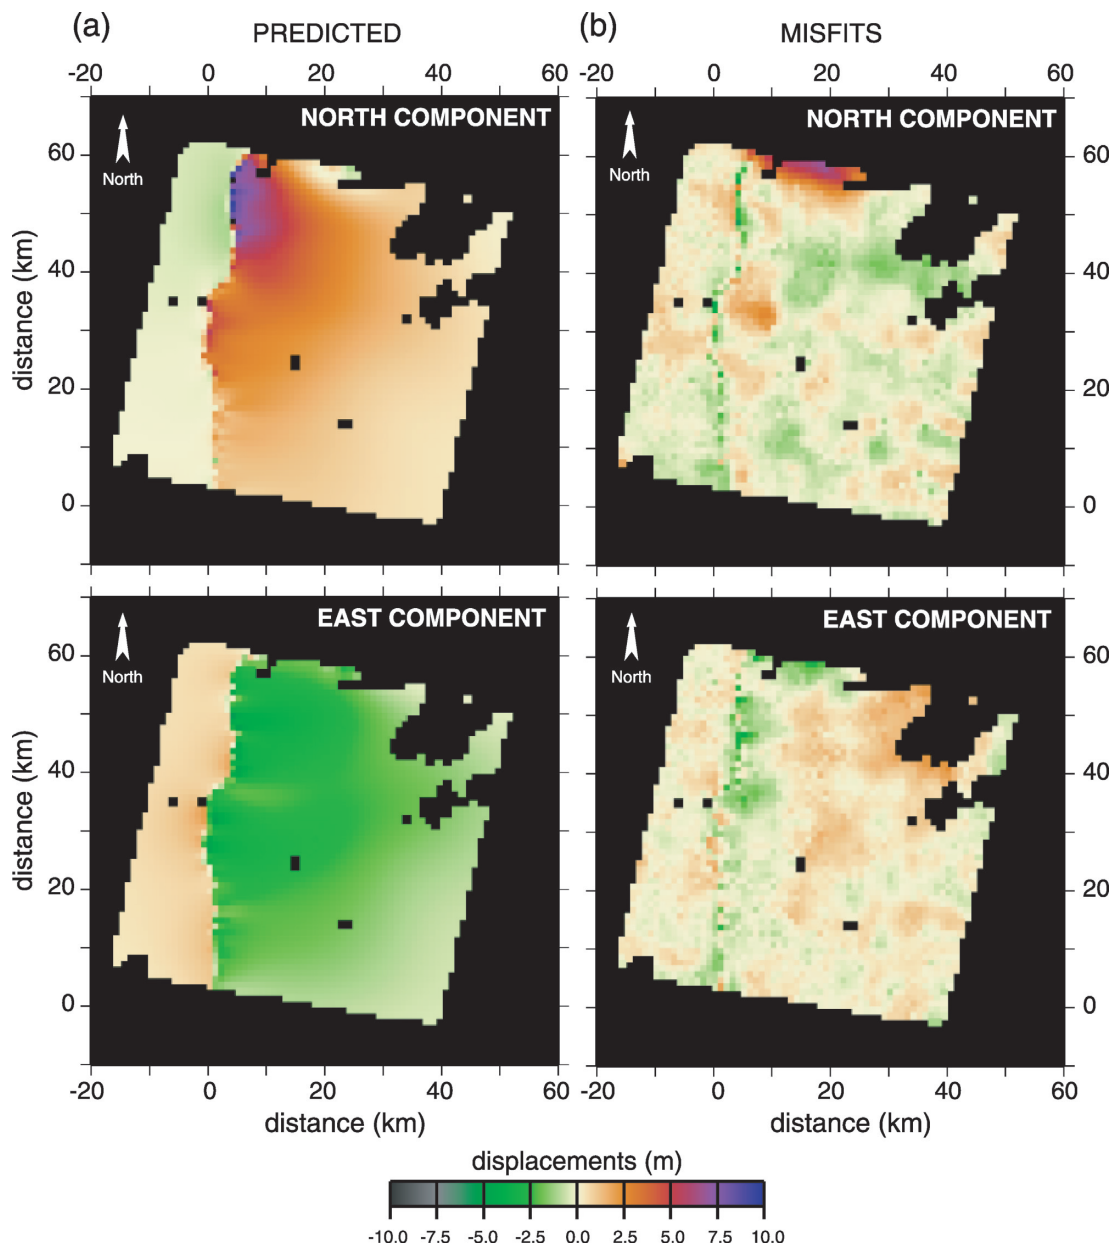 (a) (b)
PREDICTED MISFITS
-20 0 20 40 60 -20 0 20 40 60
NORTH COMPONENT NORTH COMPONENT
60 60
North North
distance (km) distance (km)
40 40
20 20
0 0
EAST COMPONENT EAST COMPONENT
60 60
North North
distance (km) distance (km)
40 40
20 20
0 0
-20 0 20 40 60 -20 0 20 40 60
distance (km) distance (km)
displacements (m)
-10.0 -7.5 -5.0 -2.5 0.0 2.5 5.0 7.5 10.0